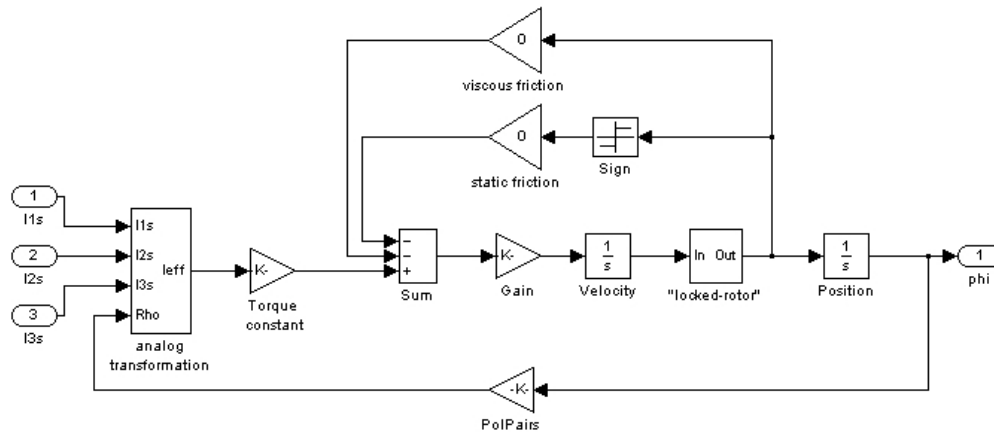 0
viscous friction
0
static friction
Sign
1
I1s
2
I2s
3
I3s
I1s
I2s
I3s
Rho
Ieff
analog
transformation
K-
Torque
constant
Sum
K-
Gain
1
s
Velocity
In Out
"locked-rotor"
1
s
Position
1
phi
-K-
PolPairs